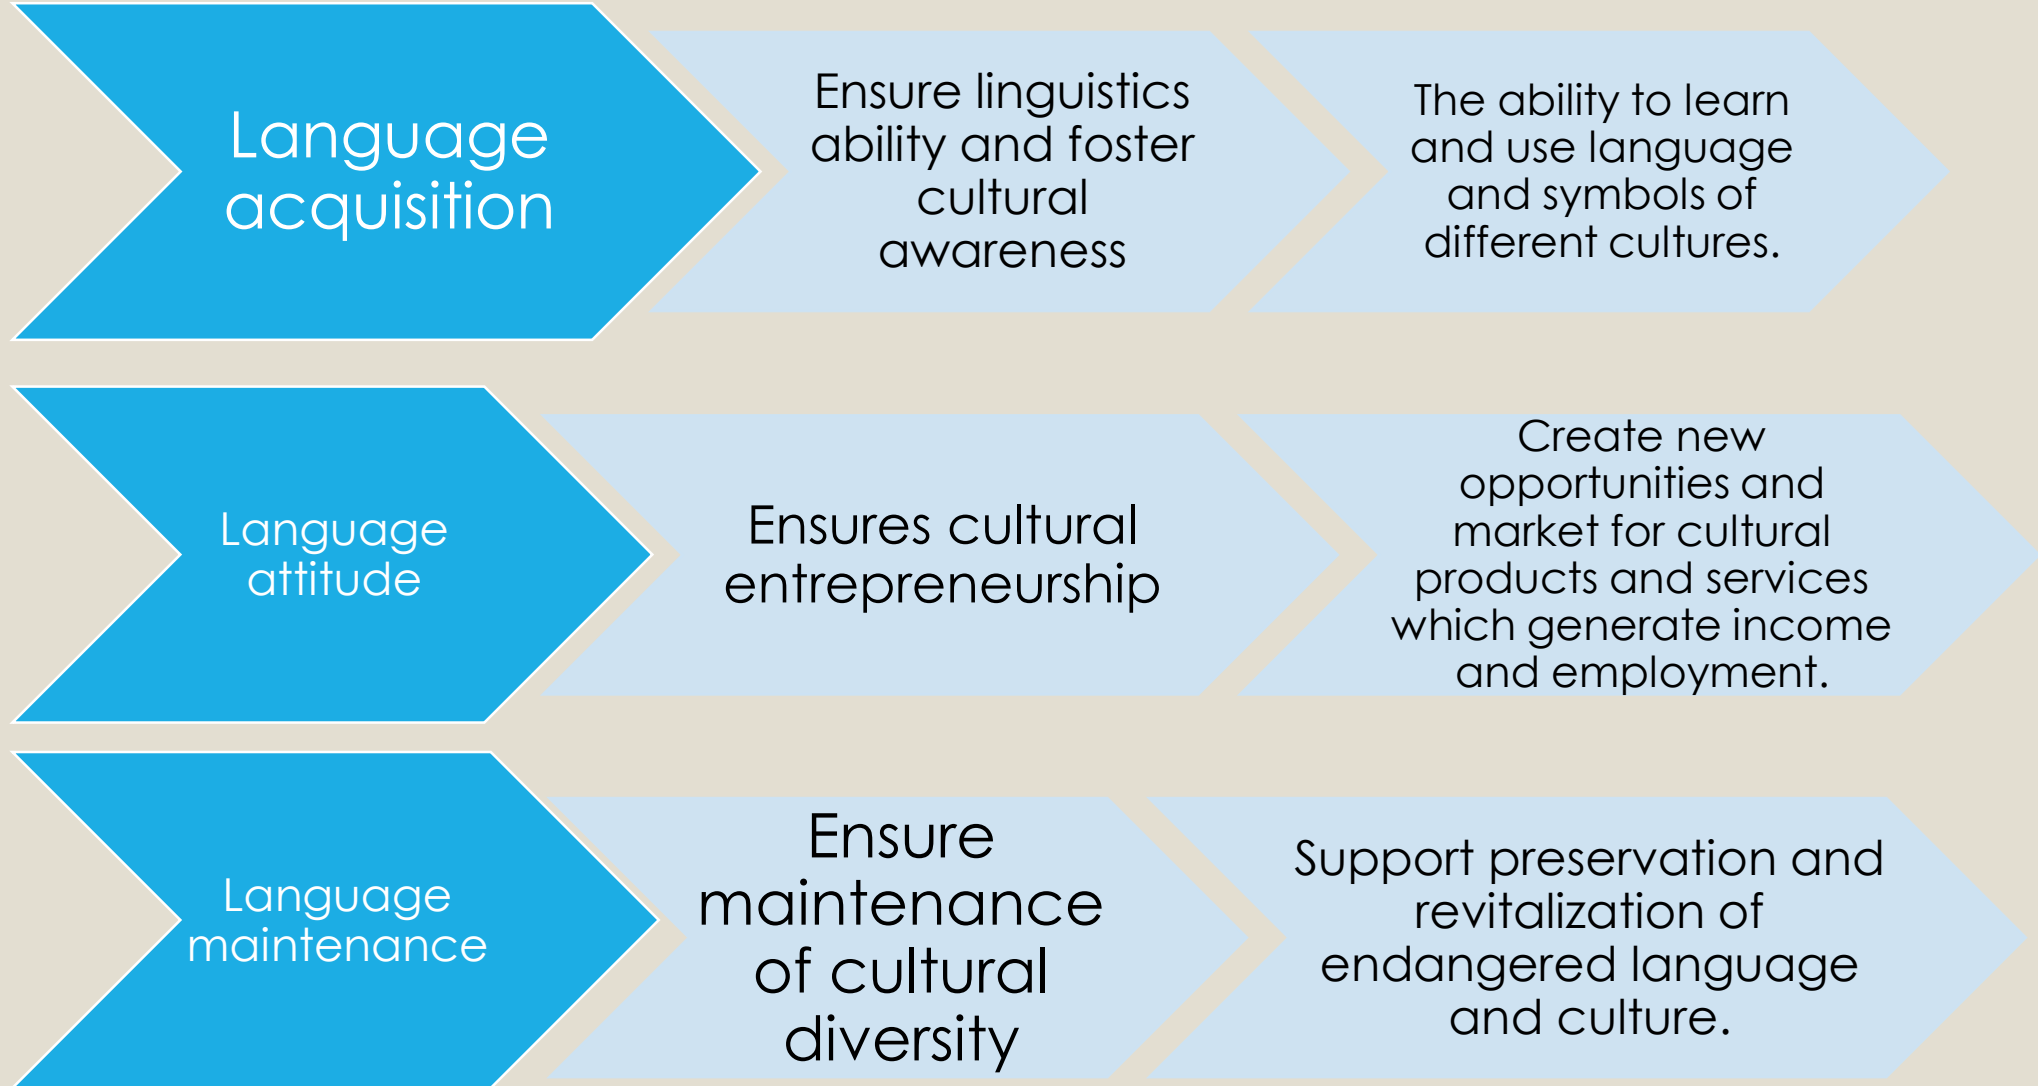 Language
acquisition
Ensure linguistics
ability and foster
cultural
awareness
The ability to learn
and use language
and symbols of
different cultures.
Language
attitude
Ensures cultural
entrepreneurship
Create new
opportunities and
market for cultural
products and services
which generate income
and employment.
Language
maintenance
Ensure
maintenance
of cultural
diversity
Support preservation and
revitalization of
endangered language
and culture.